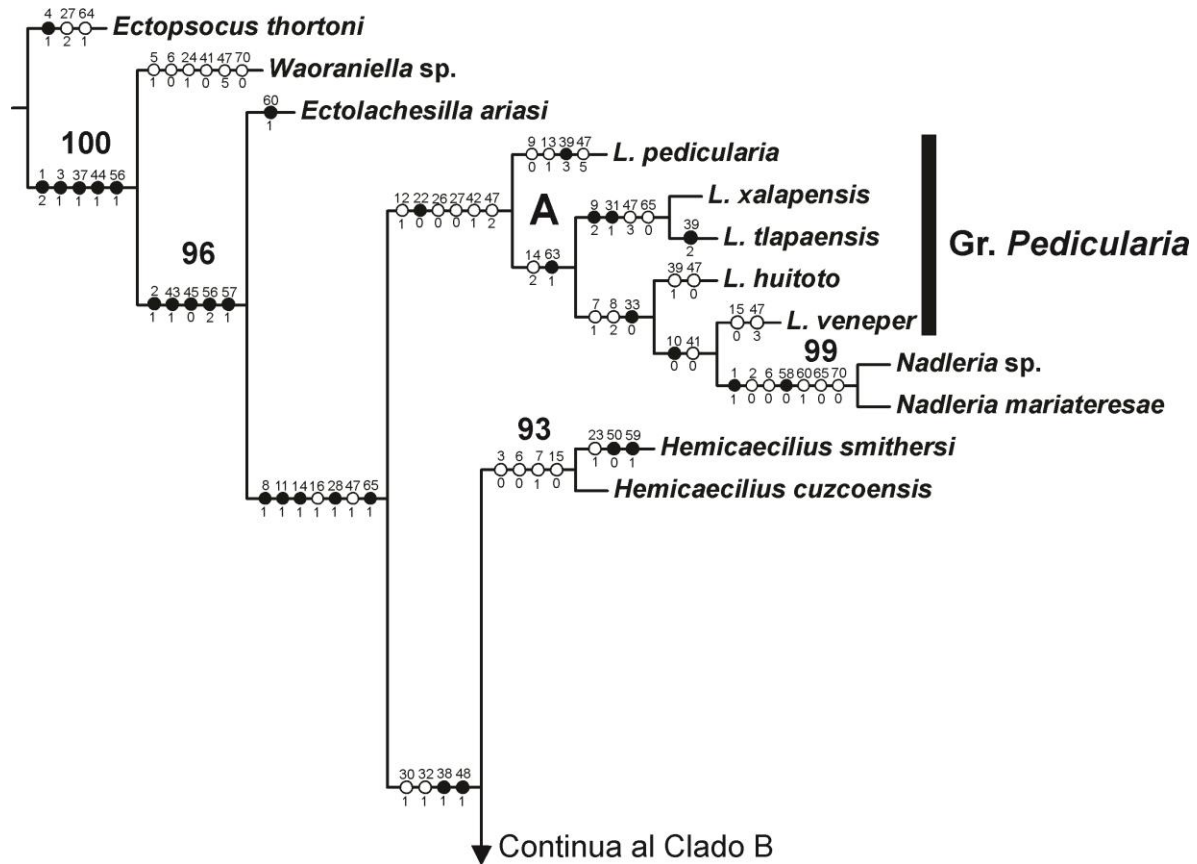 4 27 64
Ectopsocus thortoni
1 2 1
5 6 24 41 47 70
Waoraniella sp.
1 0 1 0 5 0
60
Ectolachesilla ariasi
1
100
1 3 37 44 56
2 1 1 1 1
9 13 39 47
L. pedicularia
0 1 3 5
12 22 26 27 42 47
1 0 0 0 1 2
A
9 31 47 65
2 1 3 0
L. xalapensis
39
L. tlapaensis
2
Gr. Pedicularia
14 63
2 1
96
2 43 45 56 57
1 1 0 2 1
39 47
L. huitoto
1 0
7 8 33
1 2 0
15 47
L. veneper
0 3
10 41
0 0
99
1 2 6 58 60 65 70
1 0 0 0 1 0 0
Nadleria sp.
Nadleria mariateresae
93
3 6 7 15
0 0 1 0
23 50 59
Hemicaecilius smithersi
1 0 1
Hemicaecilius cuzcoensis
8 11 14 16 28 47 65
1 1 1 1 1 1 1
30 32 38 48
1 1 1 1
Continua al Clado B